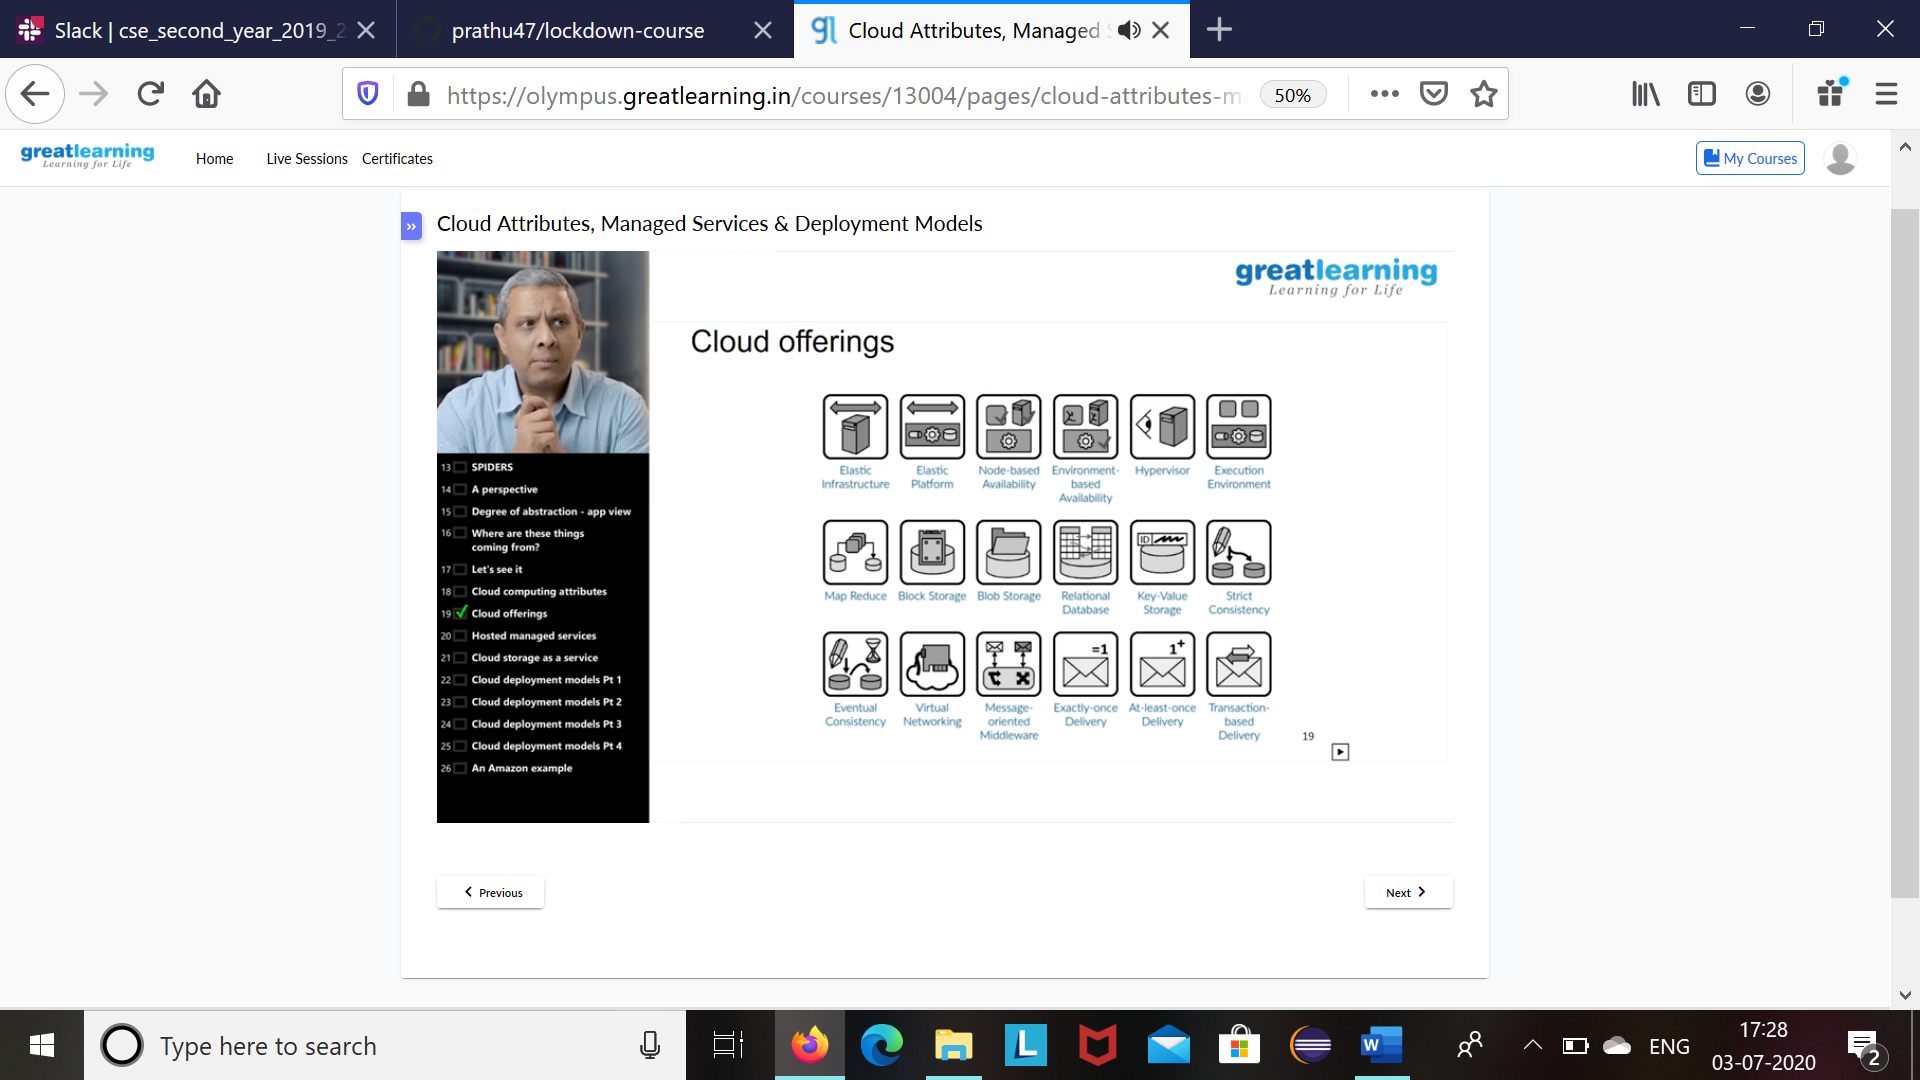 Slack | cse_second_year_2019_2
prathu47/lockdown-course
Cloud Attributes, Managed S
https://olympus.greatlearning.in/courses/13004/pages/cloud-attributes-m
50%
greatlearning
Learning for Life
Home
Live Sessions
Certificates
My Courses
Cloud Attributes, Managed Services & Deployment Models
greatlearning
Learning for Life
Cloud offerings
Elastic Infrastructure
Elastic Platform
Node-based Availability
Environment-based Availability
Hypervisor
Execution Environment
ID
Map Reduce
Block Storage
Blob Storage
Relational Database
Key-Value Storage
Strict Consistency
=1
1+
Eventual Consistency
Virtual Networking
Message-oriented Middleware
Exactly-once Delivery
At-least-once Delivery
Transaction-based Delivery
19
13 SPIDERS
14 A perspective
15 Degree of abstraction - app view
16 Where are these things
coming from?
17 Let's see it
18 Cloud computing attributes
19 Cloud offerings
20 Hosted managed services
21 Cloud storage as a service
22 Cloud deployment models Pt 1
23 Cloud deployment models Pt 2
24 Cloud deployment models Pt 3
25 Cloud deployment models Pt 4
26 An Amazon example
Previous
Next
Type here to search
L
W
ENG
17:28
03-07-2020
2